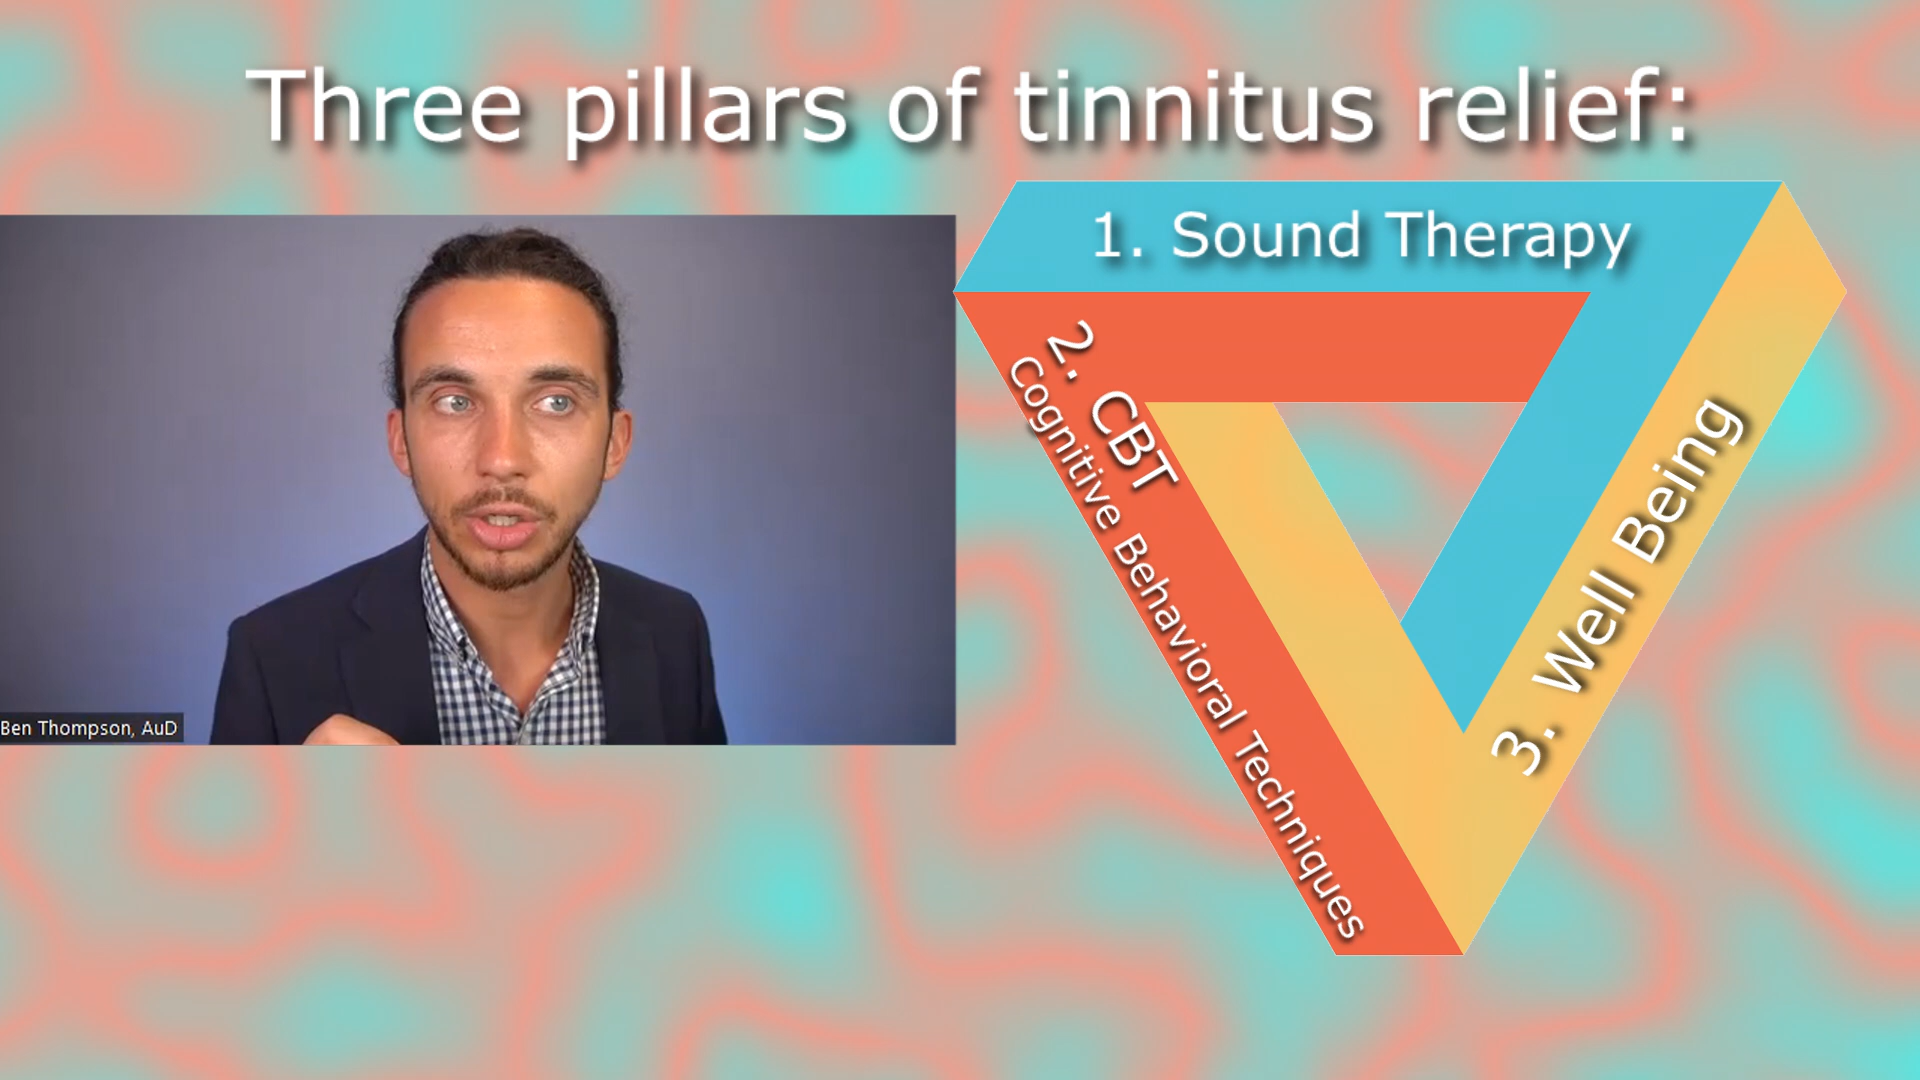 Three pillars of tinnitus relief:
1. Sound Therapy
2. CBT
Cognitive Behavioral Techniques
3. Well Being
Ben Thompson, AuD